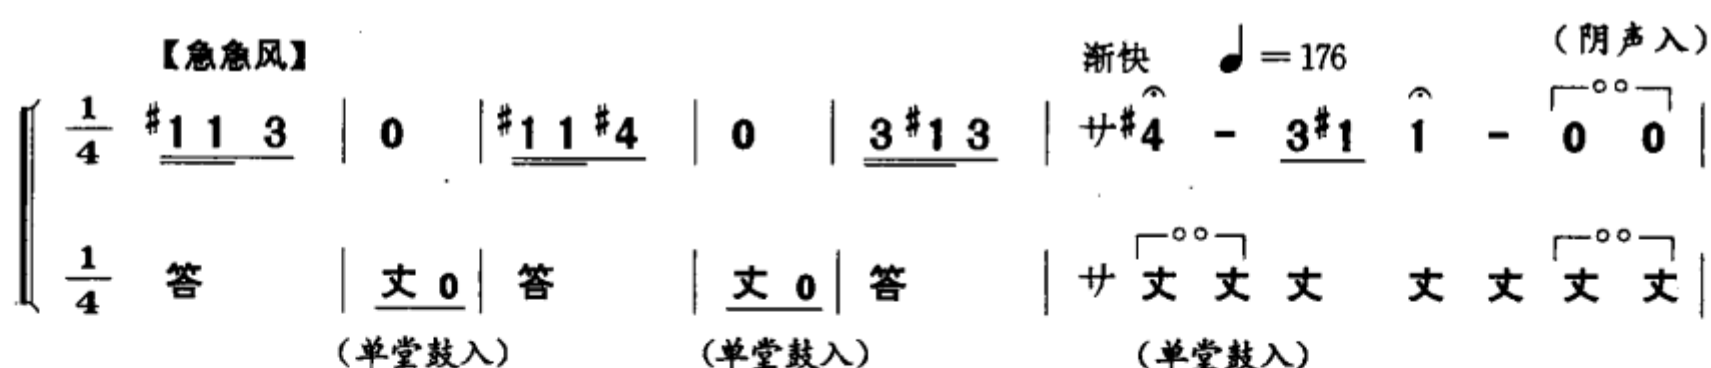 【急急风】 渐快 ♩=176 (阴声入)
1/4 #1 1 3 | 0 | #1 1 #4 | 0 | 3 #1 3 | サ #4 - 3 #1 1 - 0 0 |
1/4 答 | 丈 0 | 答 | 丈 0 | 答 | サ 丈 丈 丈 丈 丈 丈 丈 |
(单堂鼓入) (单堂鼓入) (单堂鼓入)